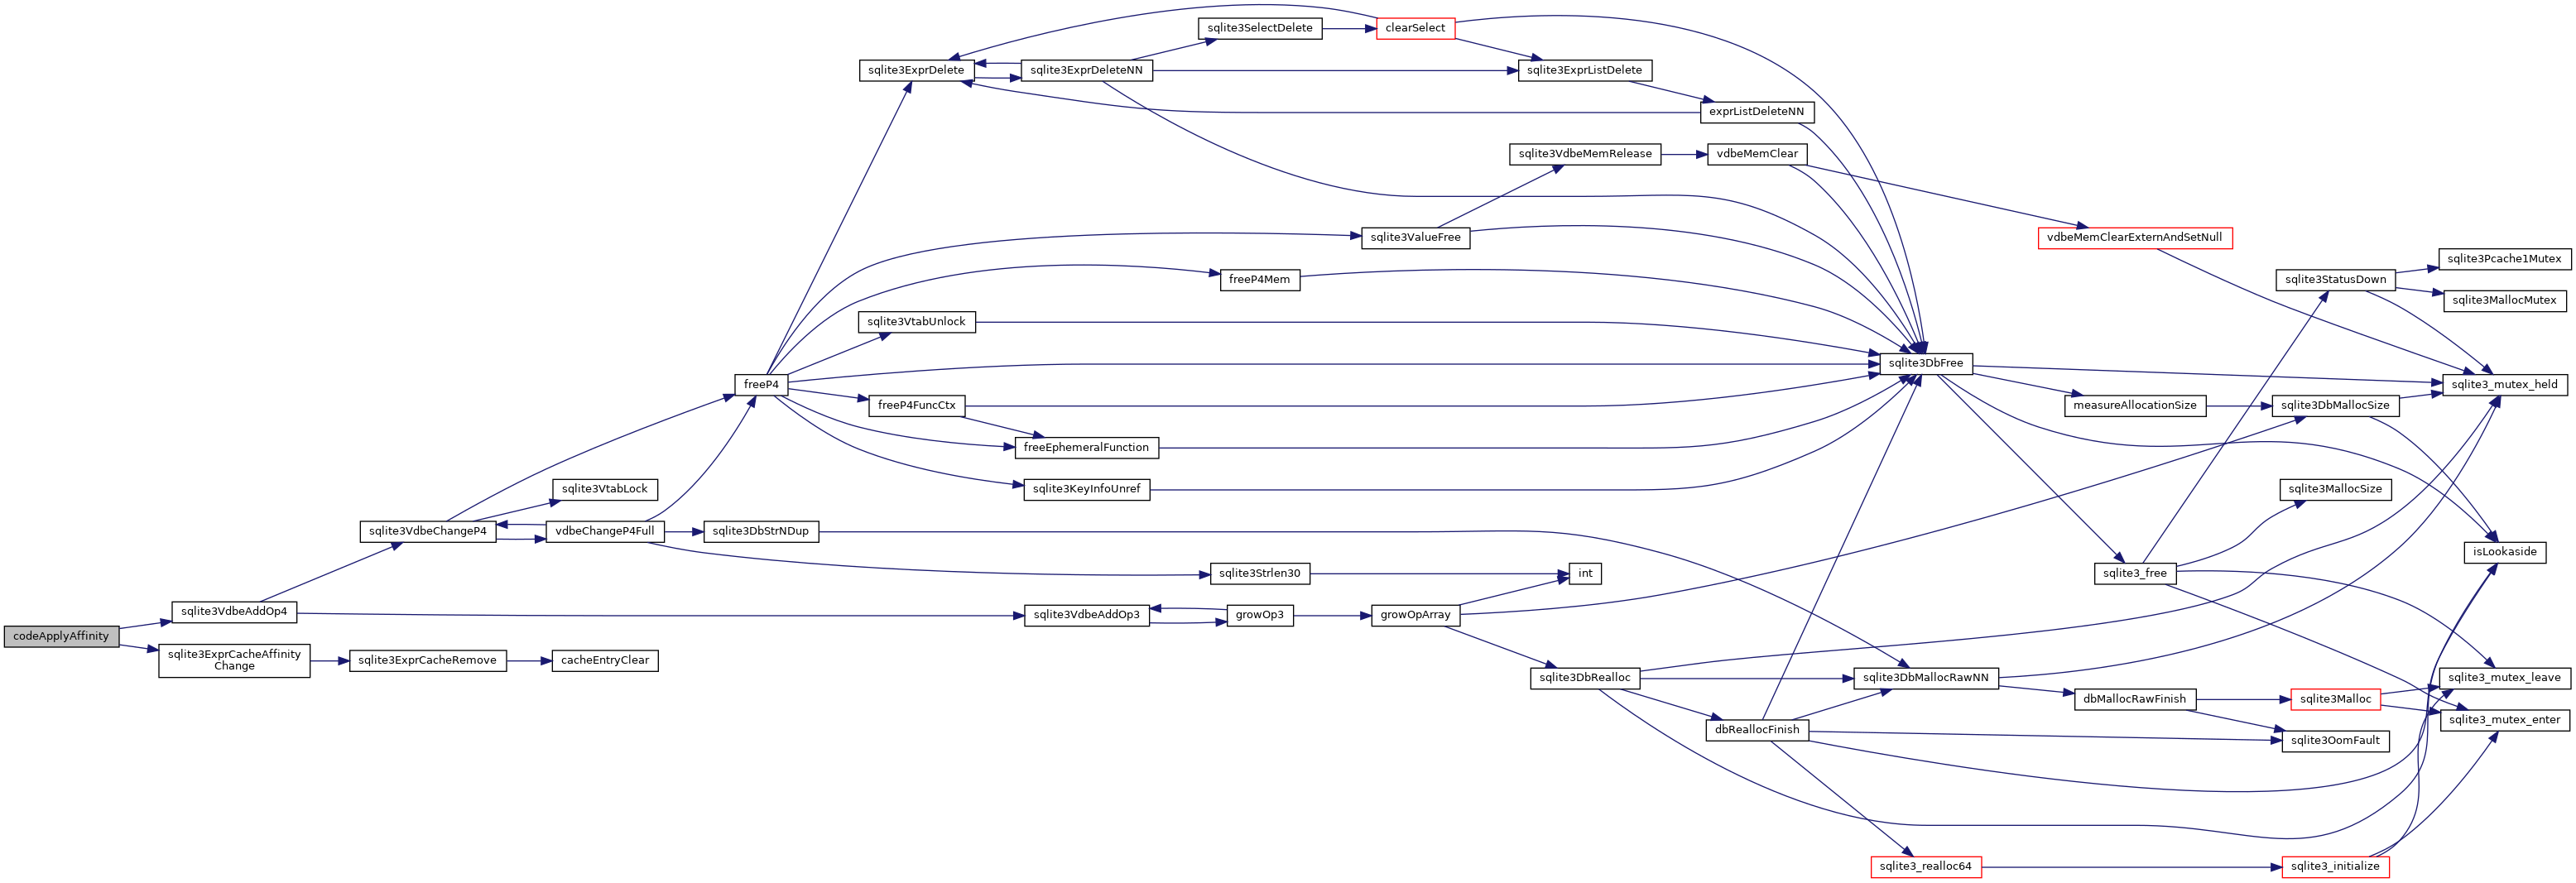 codeApplyAffinity
sqlite3VdbeAddOp4
sqlite3ExprCacheAffinity
Change
sqlite3VdbeChangeP4
sqlite3ExprCacheRemove
sqlite3VtabLock
vdbeChangeP4Full
cacheEntryClear
freeP4
sqlite3DbStrNDup
sqlite3ExprDelete
sqlite3VtabUnlock
freeP4FuncCtx
sqlite3ExprDeleteNN
freeEphemeralFunction
sqlite3KeyInfoUnref
sqlite3VdbeAddOp3
sqlite3SelectDelete
freeP4Mem
sqlite3Strlen30
growOp3
clearSelect
sqlite3ValueFree
growOpArray
sqlite3ExprListDelete
sqlite3VdbeMemRelease
int
sqlite3DbRealloc
exprListDeleteNN
vdbeMemClear
dbReallocFinish
sqlite3DbFree
sqlite3DbMallocRawNN
sqlite3_realloc64
vdbeMemClearExternAndSetNull
measureAllocationSize
sqlite3_free
dbMallocRawFinish
sqlite3StatusDown
sqlite3DbMallocSize
sqlite3MallocSize
sqlite3Malloc
sqlite3OomFault
sqlite3_initialize
sqlite3Pcache1Mutex
sqlite3MallocMutex
sqlite3_mutex_held
isLookaside
sqlite3_mutex_leave
sqlite3_mutex_enter